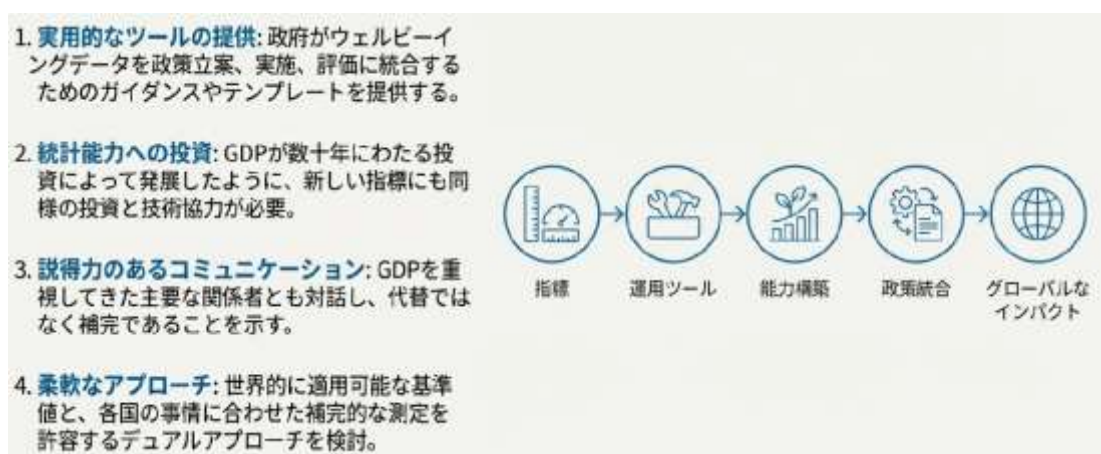 1. 実用的なツールの提供: 政府がウェルビーイ
ングデータを政策立案、実施、評価に統合する
ためのガイダンスやテンプレートを提供する。
2. 統計能力への投資: GDPが数十年にわたる投
資によって発展したように、新しい指標にも同
様の投資と技術協力が必要。
3. 説得力のあるコミュニケーション: GDPを重
視してきた主要な関係者とも対話し、代替では
なく補完であることを示す。
4. 柔軟なアプローチ: 世界的に適用可能な基準
値と、各国の事情に合わせた補完的な測定を
許容するデュアルアプローチを検討。
指標
運用ツール
能力構築
政策統合
グローバルな
インパクト